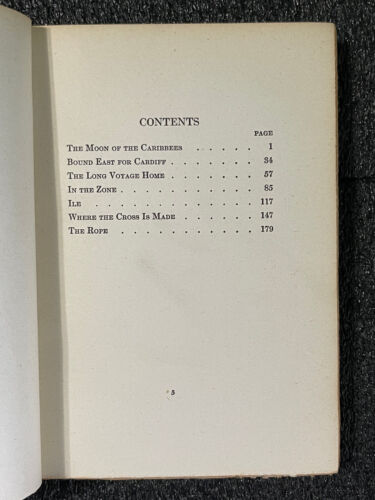 CONTENTS
PAGE
The Moon of the Caribbees . . . . . 1
Bound East for Cardiff . . . . . . 34
The Long Voyage Home . . . . . . 57
In the Zone . . . . . . . . . 85
Ile . . . . . . . . . . 117
Where the Cross Is Made . . . . . 147
The Rope . . . . . . . . . . 179
5